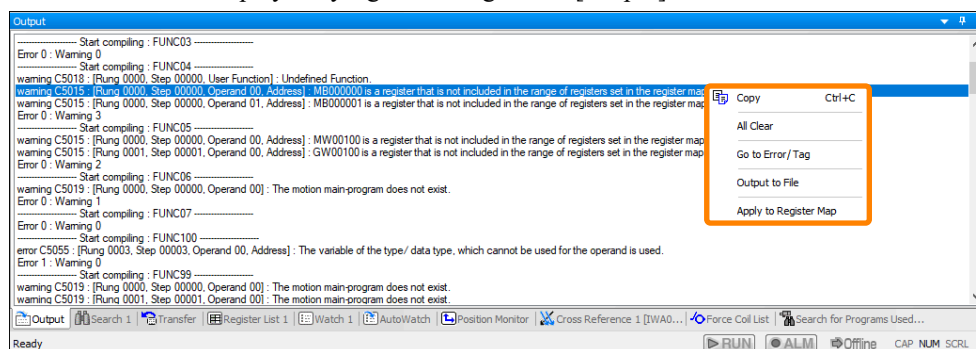 Output
-------------------- Start compiling : FUNC03 --------------------
Error 0 : Warning 0
-------------------- Start compiling : FUNC04 --------------------
warning C5018 : [Rung 0000, Step 00000, User Function] : Undefined Function.
warning C5015 : [Rung 0000, Step 00000, Operand 00, Address] : MB000000 is a register that is not included in the range of registers set in the register map
warning C5015 : [Rung 0000, Step 00000, Operand 01, Address] : MB000001 is a register that is not included in the range of registers set in the register map
Error 0 : Warning 3
-------------------- Start compiling : FUNC05 --------------------
warning C5015 : [Rung 0000, Step 00000, Operand 00, Address] : MW00100 is a register that is not included in the range of registers set in the register map
warning C5015 : [Rung 0001, Step 00001, Operand 00, Address] : GW00100 is a register that is not included in the range of registers set in the register map
Error 0 : Warning 2
-------------------- Start compiling : FUNC06 --------------------
warning C5019 : [Rung 0000, Step 00000, Operand 00] : The motion main-program does not exist.
Error 0 : Warning 1
-------------------- Start compiling : FUNC07 --------------------
Error 0 : Warning 0
-------------------- Start compiling : FUNC100 --------------------
error C5055 : [Rung 0003, Step 00003, Operand 00, Address] : The variable of the type/ data type, which cannot be used for the operand is used.
Error 1 : Warning 0
-------------------- Start compiling : FUNC99 --------------------
warning C5019 : [Rung 0000, Step 00000, Operand 00] : The motion main-program does not exist.
warning C5019 : [Rung 0001, Step 00001, Operand 00] : The motion main-program does not exist.
Copy Ctrl+C
All Clear
Go to Error/ Tag
Output to File
Apply to Register Map
Output Search 1 Transfer Register List 1 Watch 1 AutoWatch Position Monitor Cross Reference 1 [IWA0... Force Coil List Search for Programs Used...
Ready RUN ALM Offline CAP NUM SCRL